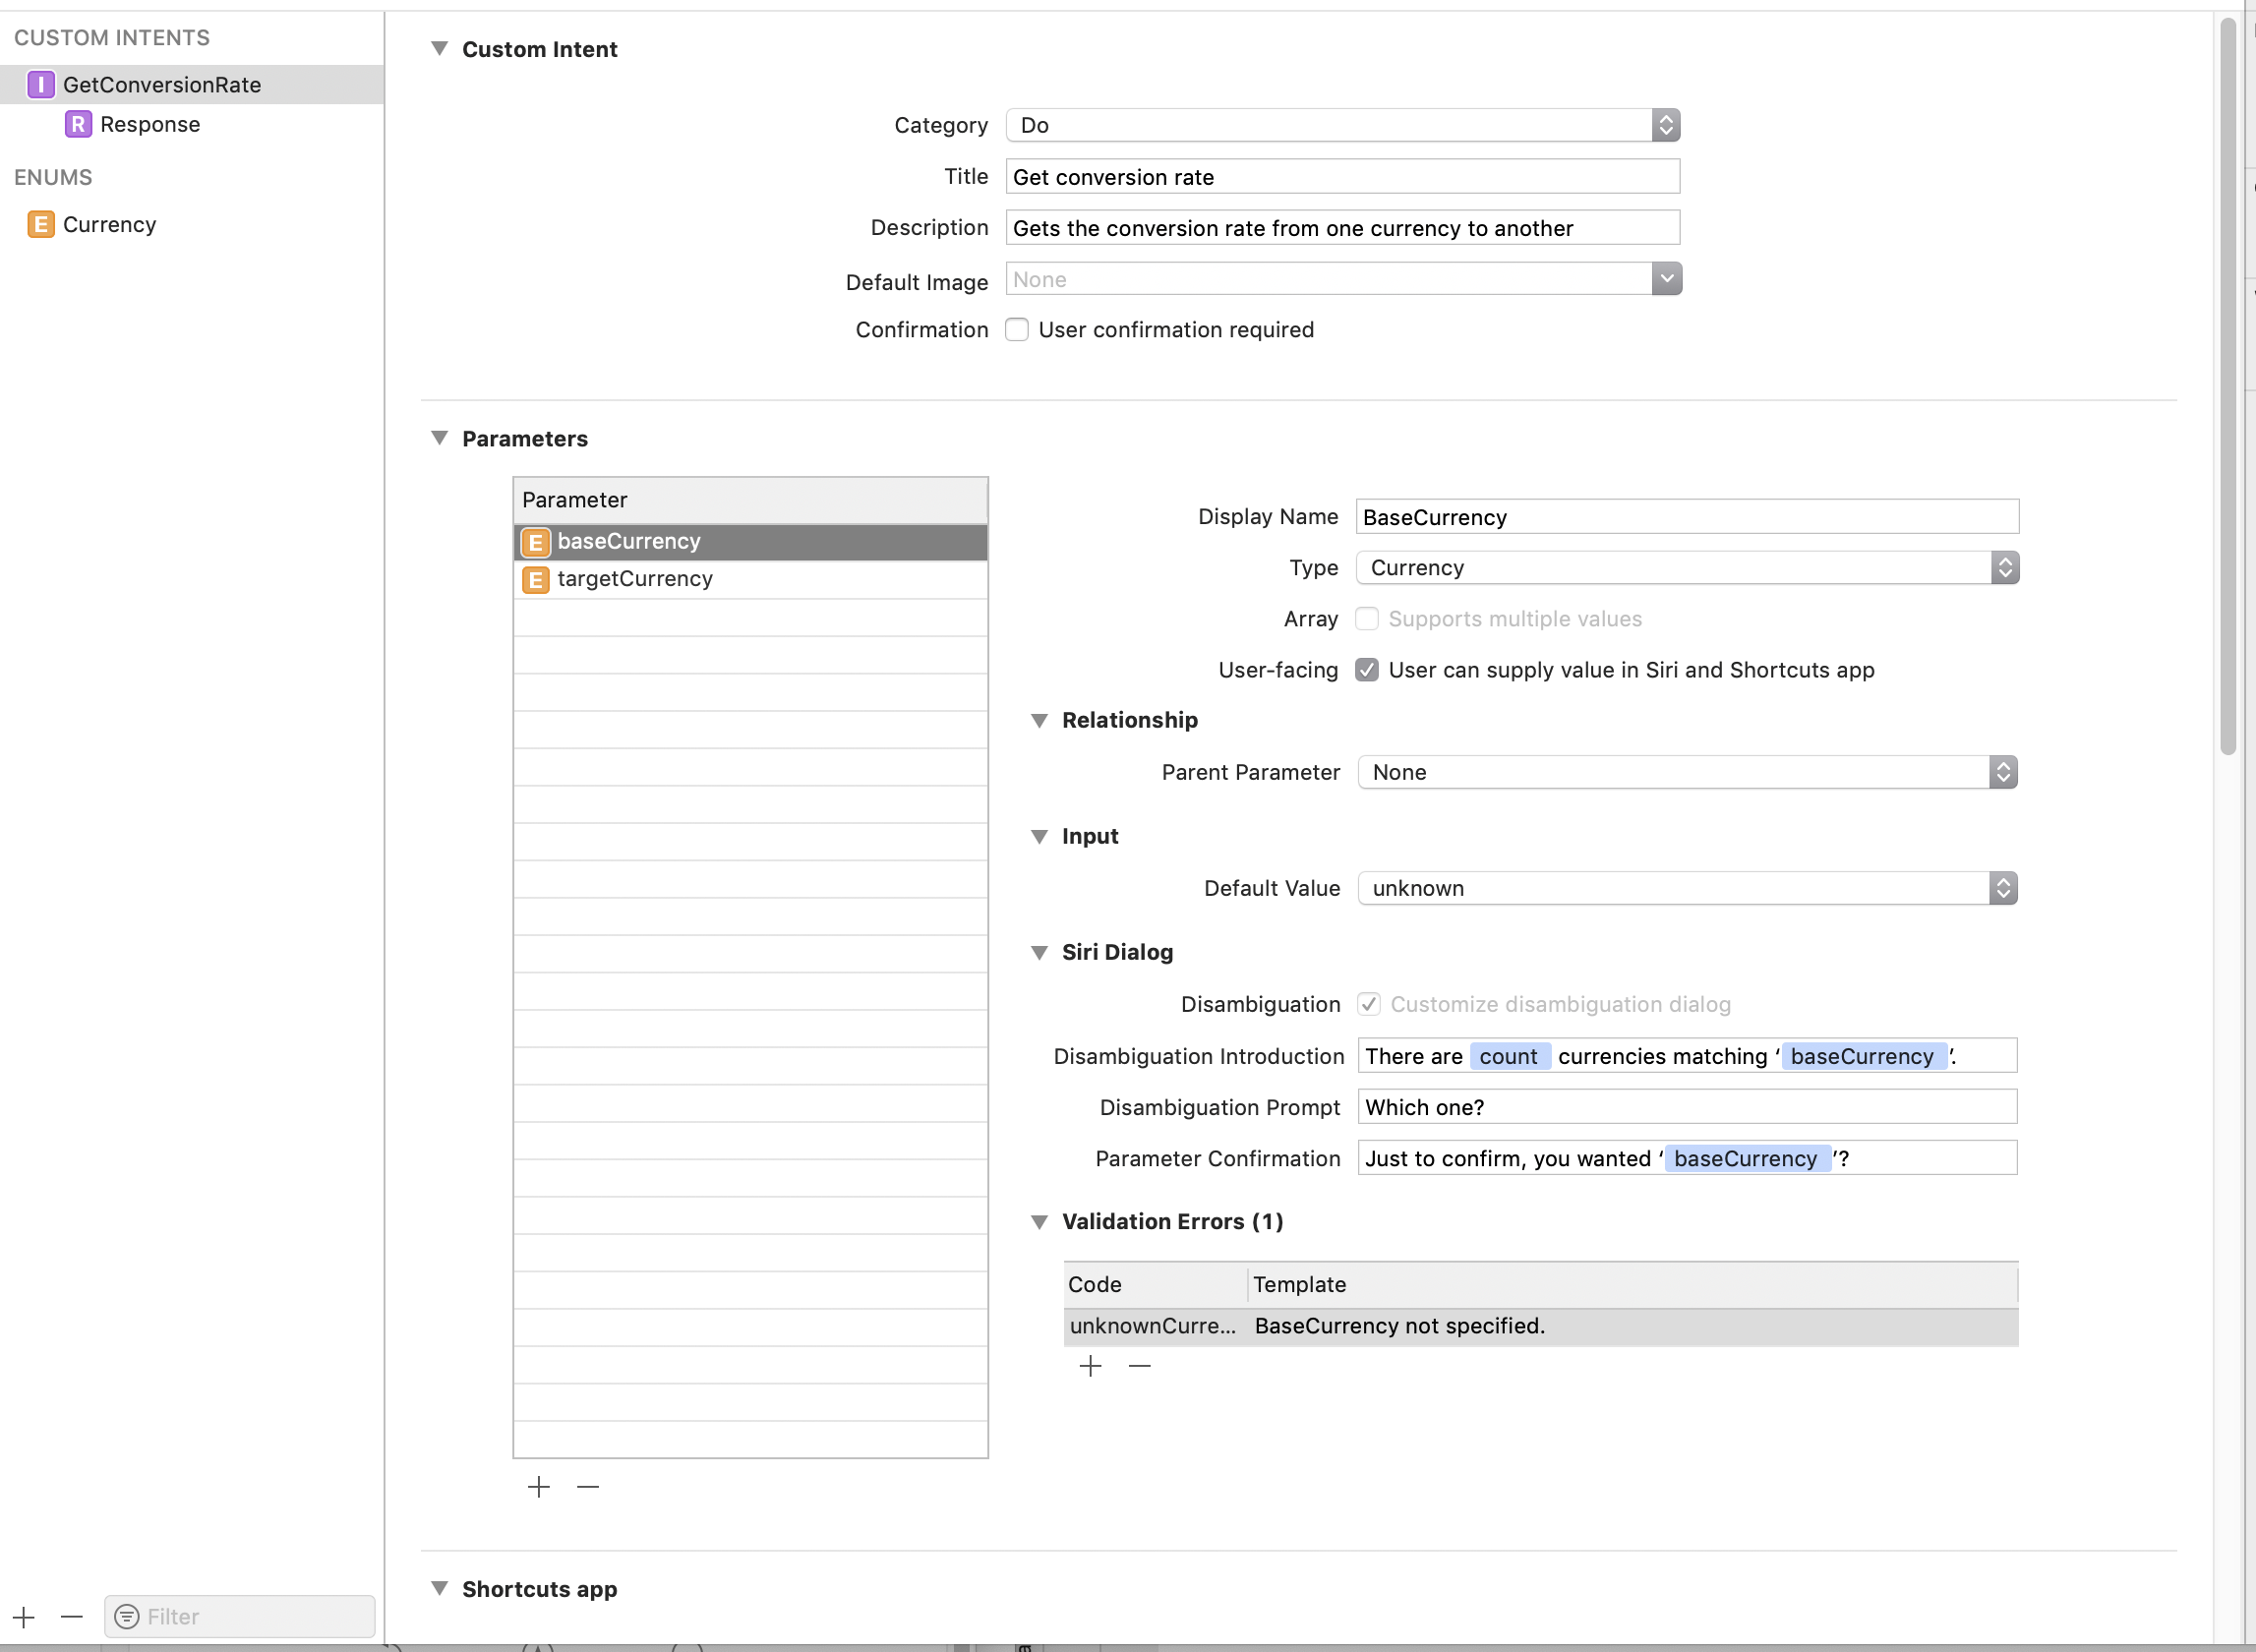 CUSTOM INTENTS
I GetConversionRate
R Response
ENUMS
E Currency
Filter
Custom Intent
Category Do
Title Get conversion rate
Description Gets the conversion rate from one currency to another
Default Image None
Confirmation User confirmation required
Parameters
Parameter
E baseCurrency
E targetCurrency
Display Name BaseCurrency
Type Currency
Array Supports multiple values
User-facing User can supply value in Siri and Shortcuts app
Relationship
Parent Parameter None
Input
Default Value unknown
Siri Dialog
Disambiguation Customize disambiguation dialog
Disambiguation Introduction There are count currencies matching ‘ baseCurrency ’.
Disambiguation Prompt Which one?
Parameter Confirmation Just to confirm, you wanted ‘ baseCurrency ’?
Validation Errors (1)
Code Template
unknownCurre... BaseCurrency not specified.
Shortcuts app